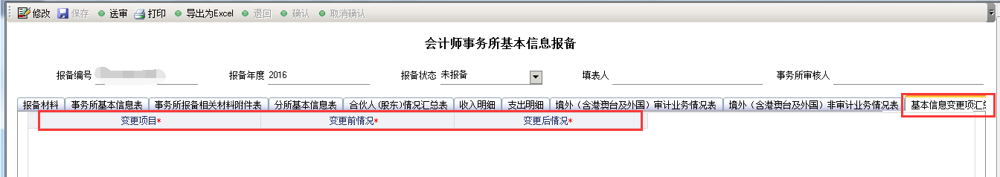 修改 保存 送审 打印 导出为Excel 退回 确认 取消确认
会计师事务所基本信息报备
报备编号 报备年度 2016 报备状态 未报备 填表人 事务所审核人
报备材料 事务所基本信息表 事务所报备相关材料附件表 分所基本信息表 合伙人(股东)情况汇总表 收入明细 支出明细 境外（含港澳台及外国）审计业务情况表 境外（含港澳台及外国）非审计业务情况表 基本信息变更项汇总
变更项目* 变更前情况* 变更后情况*